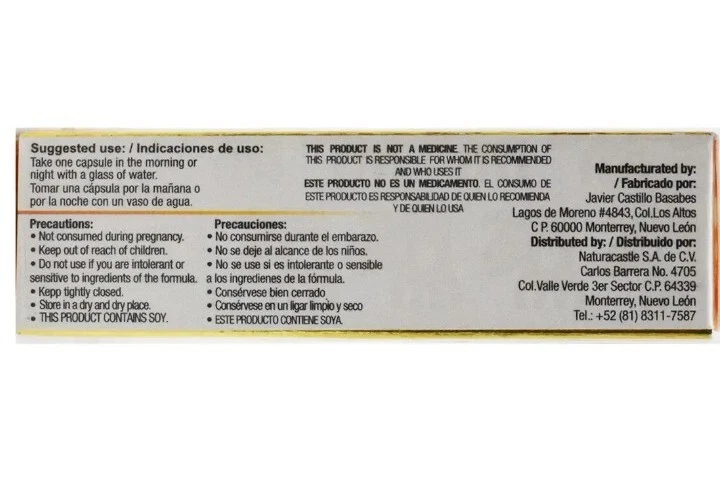 Suggested use: / Indicaciones de uso:
Take one capsule in the morning or
night with a glass of water.
Tomar una cápsula por la mañana o
por la noche con un vaso de agua.
Precautions:
• Not consumed during pregnancy.
• Keep out of reach of children.
• Do not use if you are intolerant or
sensitive to ingredients of the formula.
• Kepp tightly closed.
• Store in a dry and dry place.
• THIS PRODUCT CONTAINS SOY.
Precauciones:
• No consumirse durante el embarazo.
• No se deje al alcance de los niños.
• No se use si es intolerante o sensible
a los ingredienes de la fórmula.
• Consérvese bien cerrado
• Consérvese en un ligar limpio y seco
• ESTE PRODUCTO CONTIENE SOYA.
THIS PRODUCT IS NOT A MEDICINE. THE CONSUMPTION OF
THIS PRODUCT IS RESPONSIBLE FOR WHOM IT IS RECOMMENDED
AND WHO USES IT
ESTE PRODUCTO NO ES UN MEDICAMENTO. EL CONSUMO DE
ESTE PRODUCTO ES RESPONSABILIDAD DE QUIEN LO RECOMIENDA
Y DE QUIEN LO USA
Manufacturated by:
/ Fabricado por:
Javier Castillo Basabes
Lagos de Moreno #4843, Col.Los Altos
C P. 60000 Monterrey, Nuevo León
Distributed by: / Distribuido por:
Naturacastle S.A. de C.V.
Carlos Barrera No. 4705
Col.Valle Verde 3er Sector C.P. 64339
Monterrey, Nuevo León
Tel.: +52 (81) 8311-7587